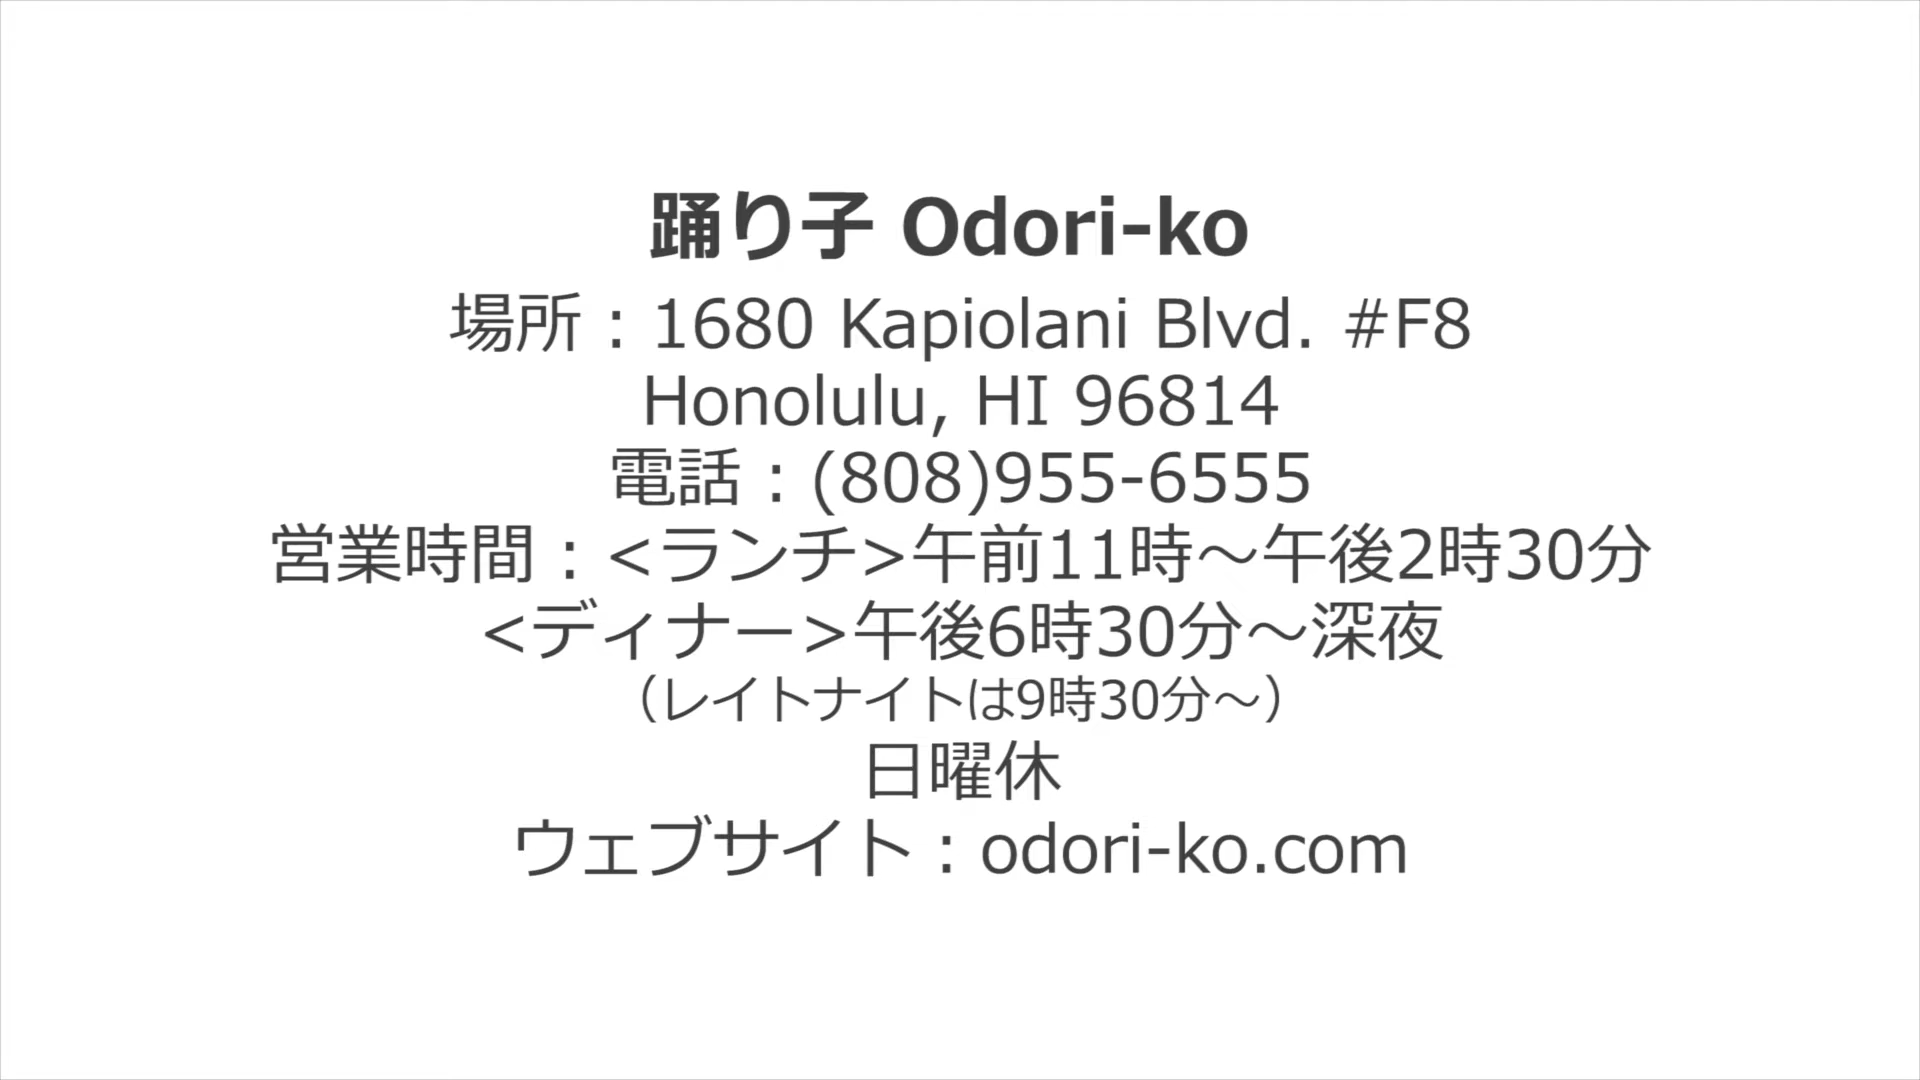 踊り子 Odori-ko
場所：1680 Kapiolani Blvd. #F8
Honolulu, HI 96814
電話：(808)955-6555
営業時間：<ランチ>午前11時～午後2時30分
<ディナー>午後6時30分～深夜
（レイトナイトは9時30分～）
日曜休
ウェブサイト：odori-ko.com